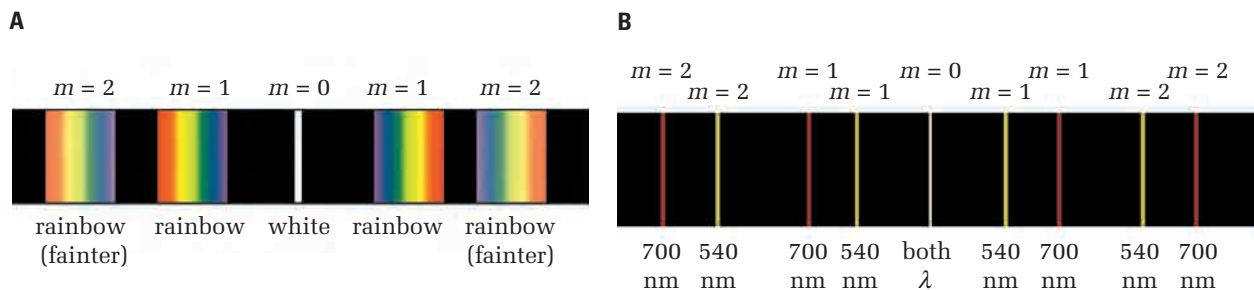 A
m = 2 m = 1 m = 0 m = 1 m = 2
rainbow
(fainter)
rainbow
white
rainbow
rainbow
(fainter)
B
m = 2 m = 1 m = 0 m = 1 m = 2
m = 2 m = 1 m = 1 m = 2
700 540 700 540 both 540 700 540 700
nm nm nm nm λ nm nm nm nm